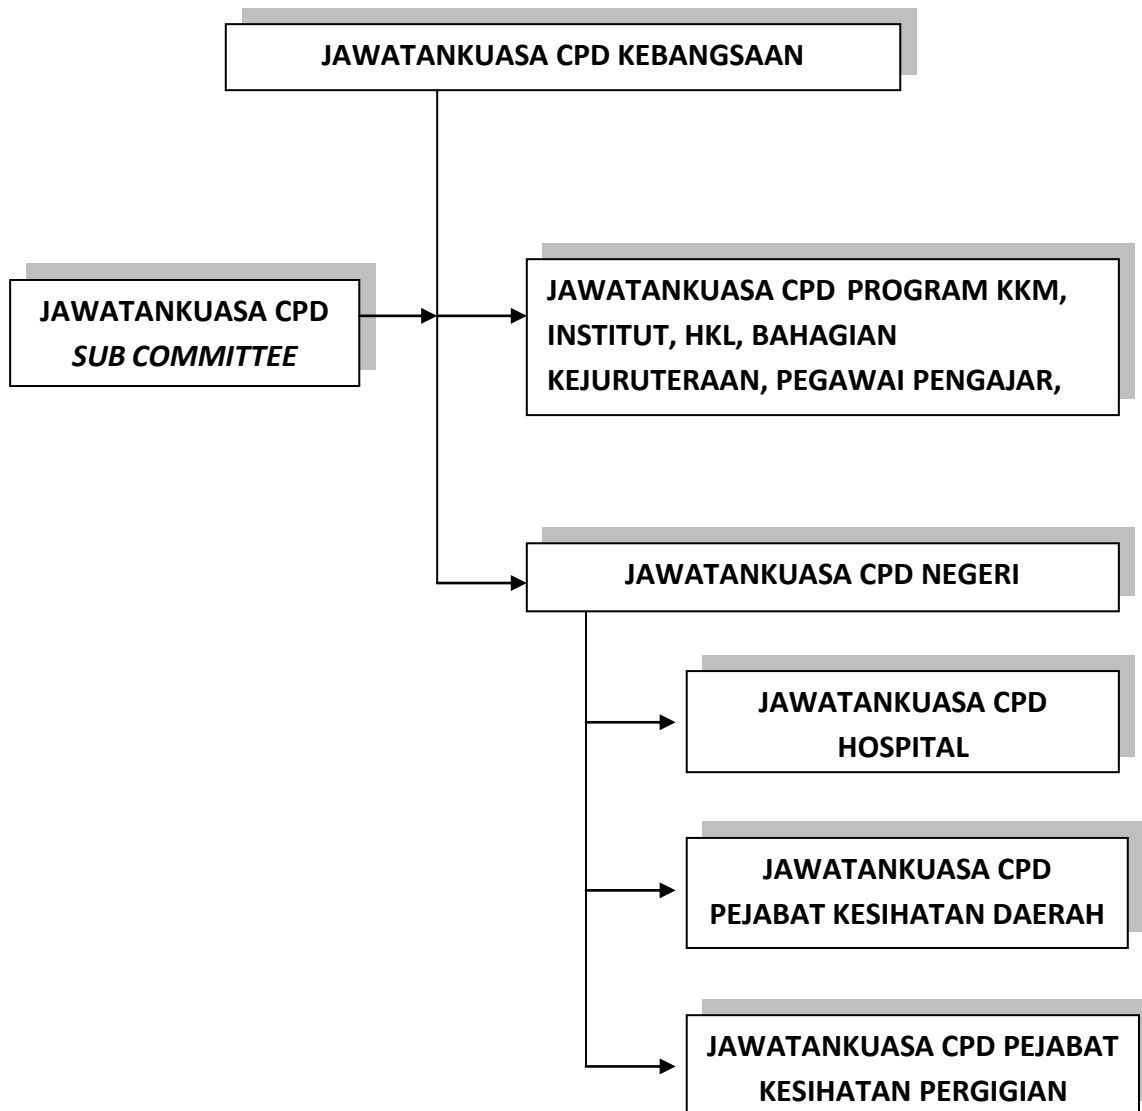 JAWATANKUASA CPD KEBANGSAAN
JAWATANKUASA CPD
SUB COMMITTEE
JAWATANKUASA CPD PROGRAM KKM,
INSTITUT, HKL, BAHAGIAN
KEJURUTERAAN, PEGAWAI PENGAJAR,
JAWATANKUASA CPD NEGERI
JAWATANKUASA CPD
HOSPITAL
JAWATANKUASA CPD
PEJABAT KESIHATAN DAERAH
JAWATANKUASA CPD PEJABAT
KESIHATAN PERGIGIAN